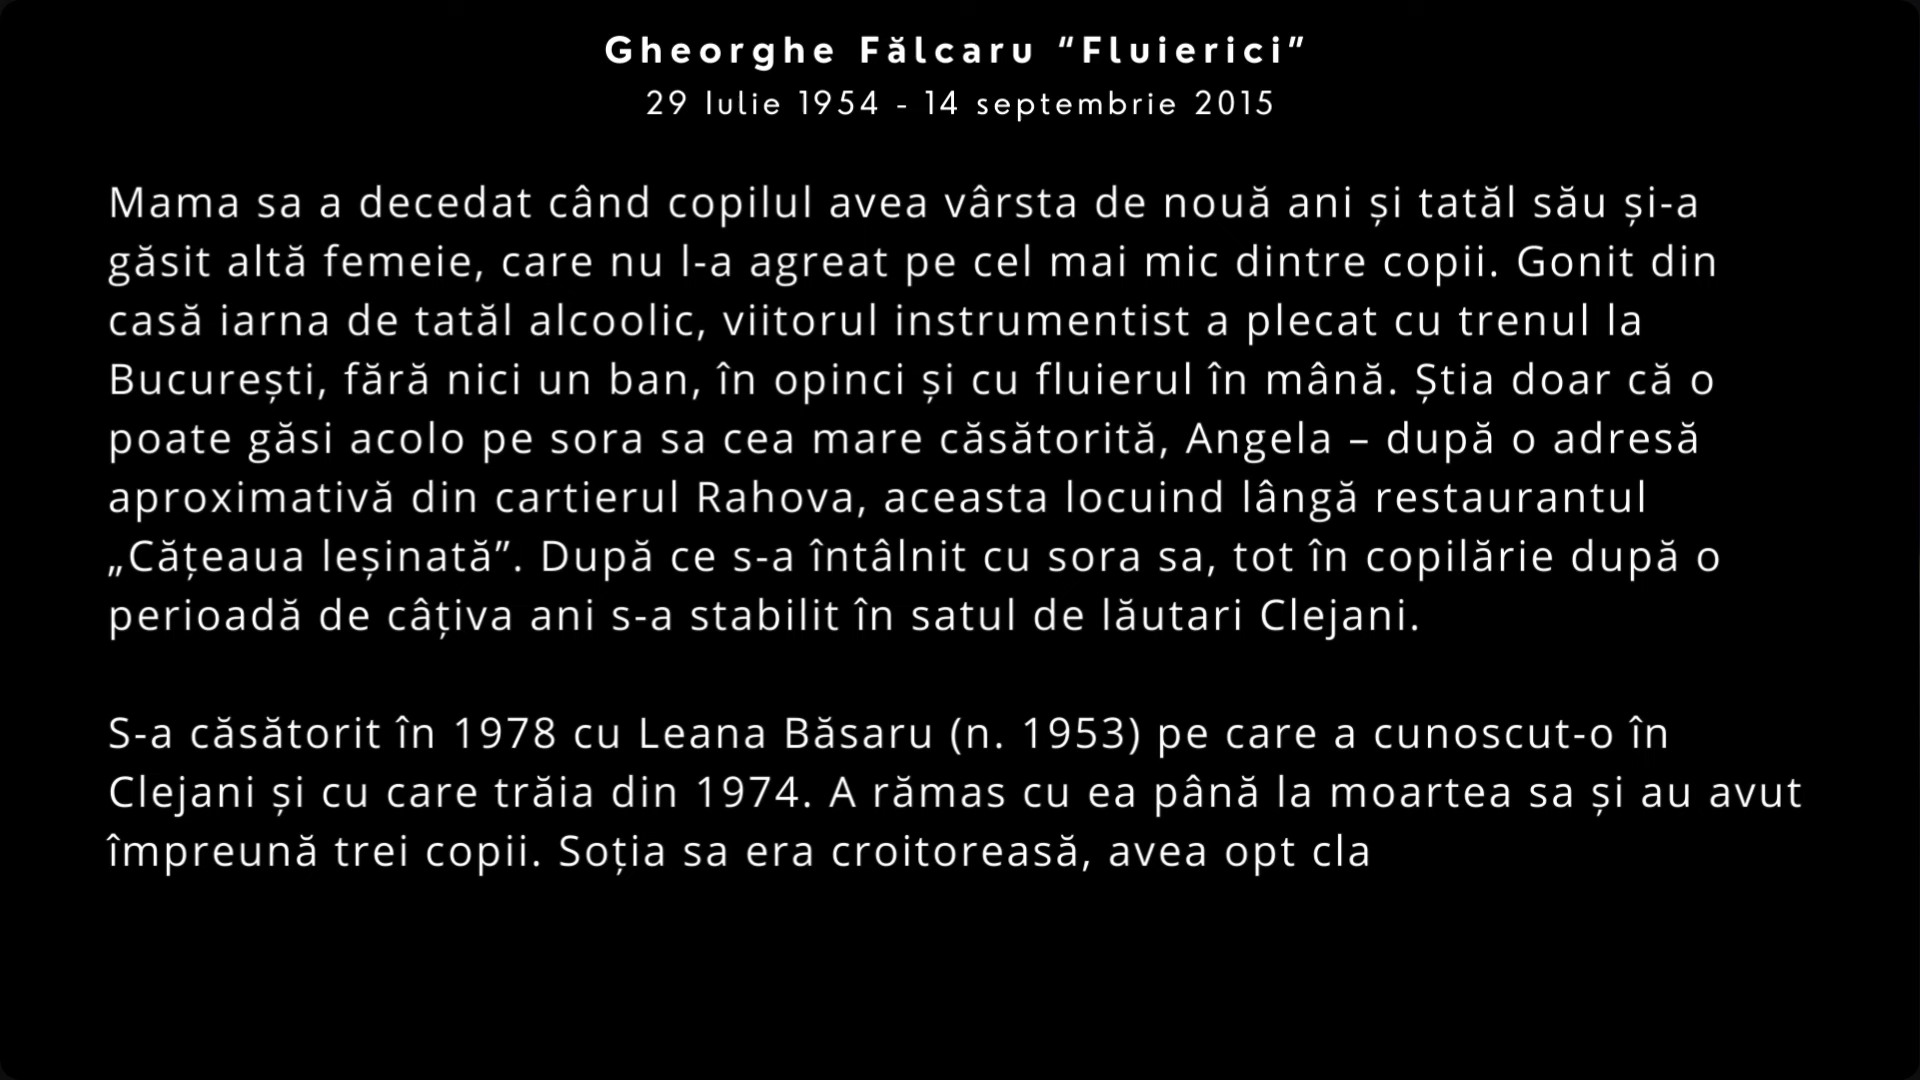 Gheorghe Fălcaru “Fluierici”
29 Iulie 1954 - 14 septembrie 2015
Mama sa a decedat când copilul avea vârsta de nouă ani și tatăl său și-a
găsit altă femeie, care nu l-a agreat pe cel mai mic dintre copii. Gonit din
casă iarna de tatăl alcoolic, viitorul instrumentist a plecat cu trenul la
București, fără nici un ban, în opinci și cu fluierul în mână. Știa doar că o
poate găsi acolo pe sora sa cea mare căsătorită, Angela – după o adresă
aproximativă din cartierul Rahova, aceasta locuind lângă restaurantul
„Cățeaua leșinată”. După ce s-a întâlnit cu sora sa, tot în copilărie după o
perioadă de câțiva ani s-a stabilit în satul de lăutari Clejani.
S-a căsătorit în 1978 cu Leana Băsaru (n. 1953) pe care a cunoscut-o în
Clejani și cu care trăia din 1974. A rămas cu ea până la moartea sa și au avut
împreună trei copii. Soția sa era croitoreasă, avea opt cla